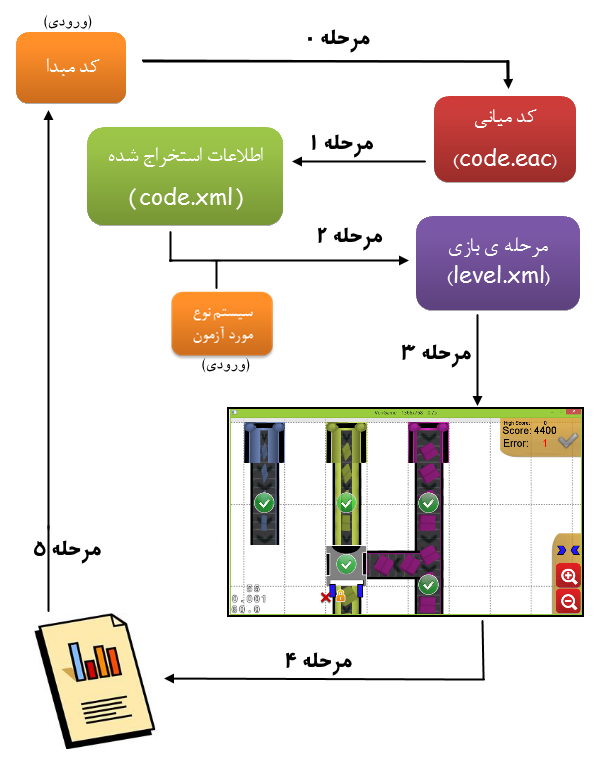 (ورودی)
کد مبدا
مرحله ۰
کد میانی
(code.eac)
مرحله ۱
اطلاعات استخراج شده
(code.xml)
مرحله ۲
مرحله ی بازی
(level.xml)
سیستم نوع
مورد آزمون
(ورودی)
مرحله ۳
High Score: 0
Score: 4400
Error: 1
مرحله ۵
مرحله ۴